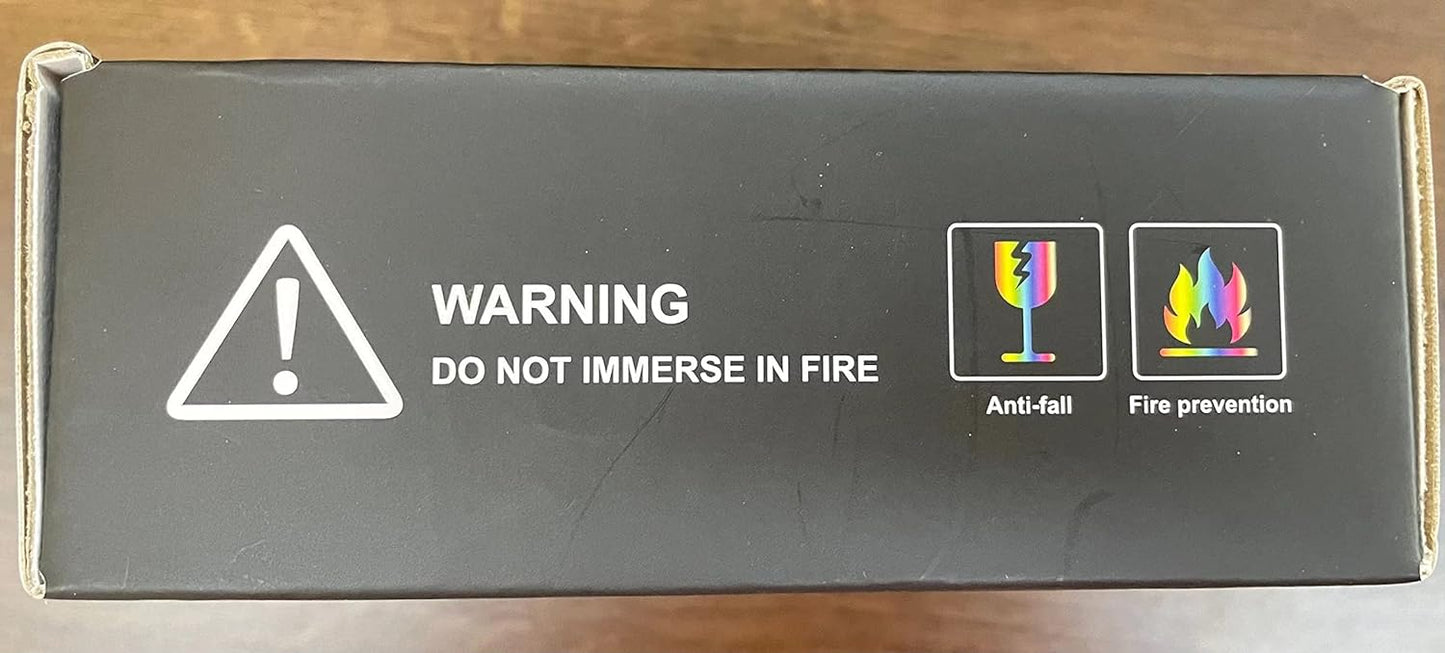 WARNING
DO NOT IMMERSE IN FIRE
Anti-fall
Fire prevention